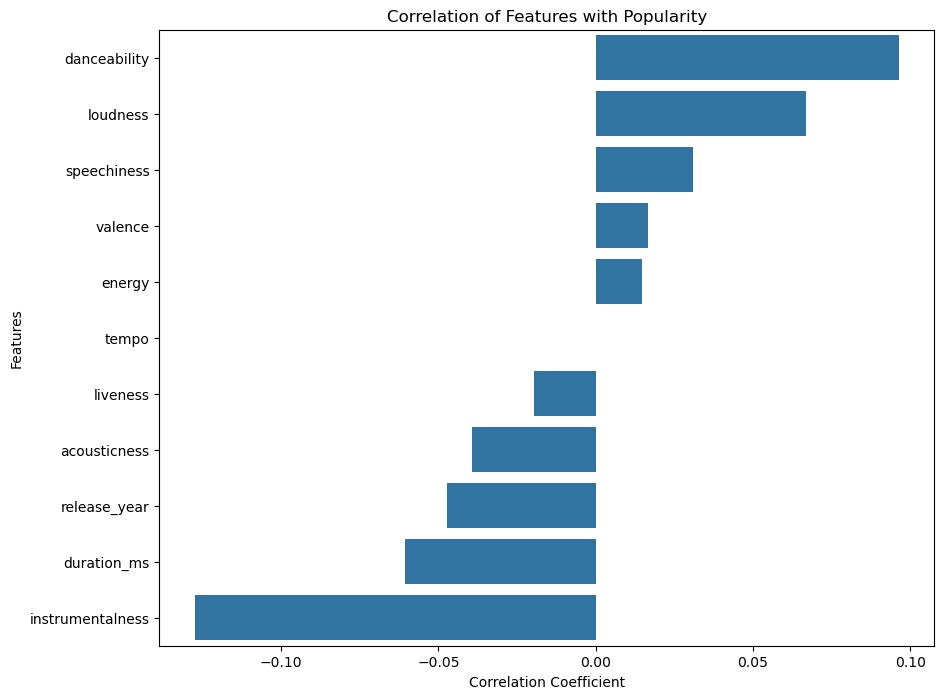 Correlation of Features with Popularity
danceability
loudness
speechiness
valence
energy
tempo
liveness
acousticness
release_year
duration_ms
instrumentalness
Features
−0.10
−0.05
0.00
0.05
0.10
Correlation Coefficient